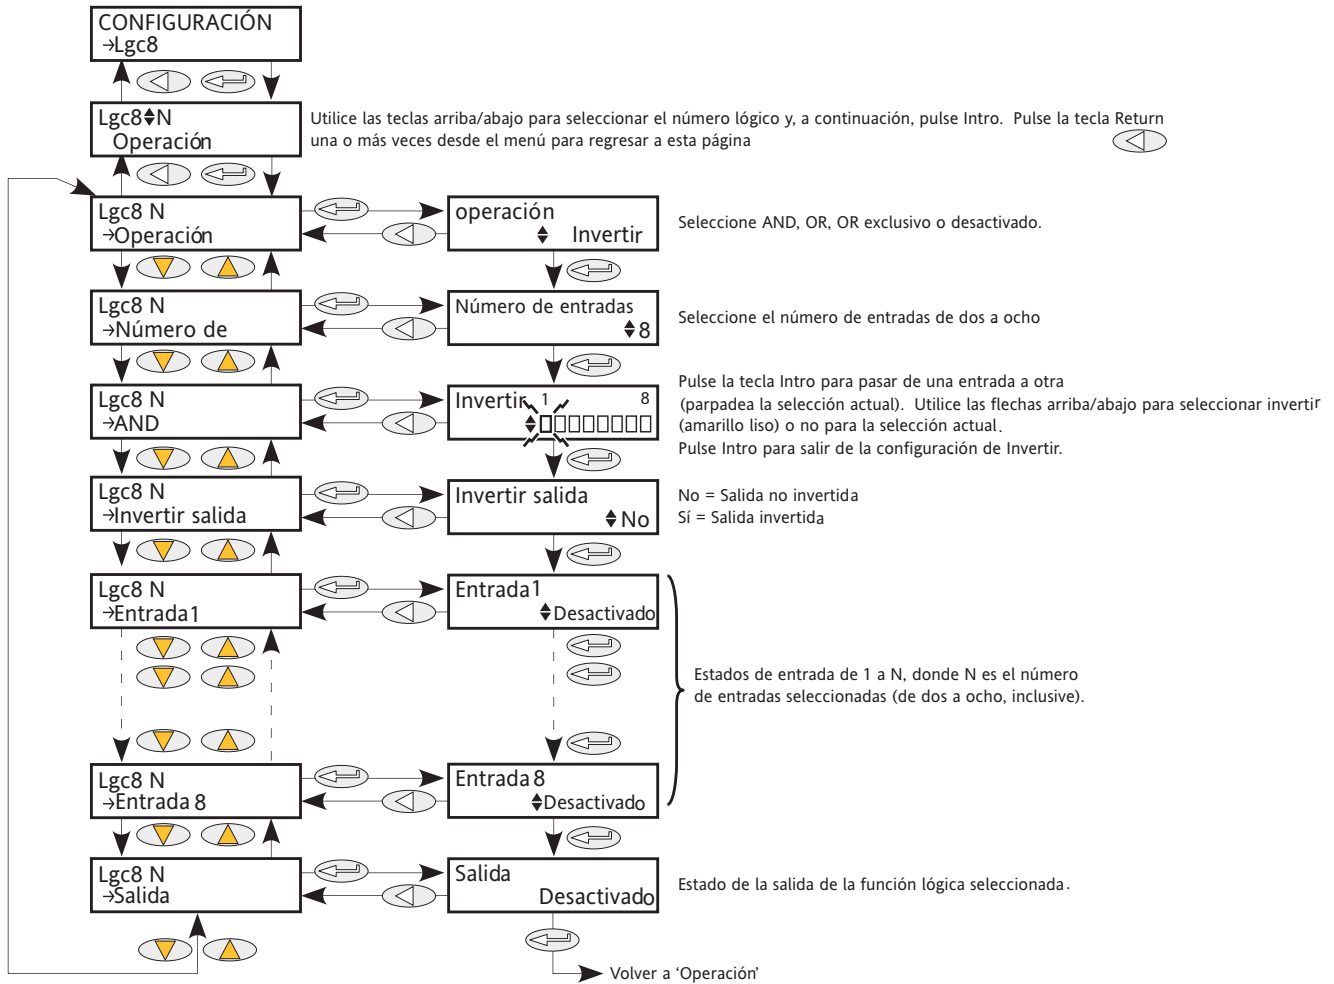 CONFIGURACIÓN
→Lgc8
Lgc8 N
Operación
Utilice las teclas arriba/abajo para seleccionar el número lógico y, a continuación, pulse Intro. Pulse la tecla Return
una o más veces desde el menú para regresar a esta página
Lgc8 N
→Operación
operación
Invertir
Seleccione AND, OR, OR exclusivo o desactivado.
Lgc8 N
→Número de
Número de entradas
8
Seleccione el número de entradas de dos a ocho
Lgc8 N
→AND
Invertir 1 8
Pulse la tecla Intro para pasar de una entrada a otra
(parpadea la selección actual). Utilice las flechas arriba/abajo para seleccionar invertir
(amarillo liso) o no para la selección actual.
Pulse Intro para salir de la configuración de Invertir.
Lgc8 N
→Invertir salida
Invertir salida
No
No = Salida no invertida
Sí = Salida invertida
Lgc8 N
→Entrada1
Entrada1
Desactivado
Estados de entrada de 1 a N, donde N es el número
de entradas seleccionadas (de dos a ocho, inclusive).
Lgc8 N
→Entrada 8
Entrada 8
Desactivado
Lgc8 N
→Salida
Salida
Desactivado
Estado de la salida de la función lógica seleccionada.
Volver a ‘Operación’